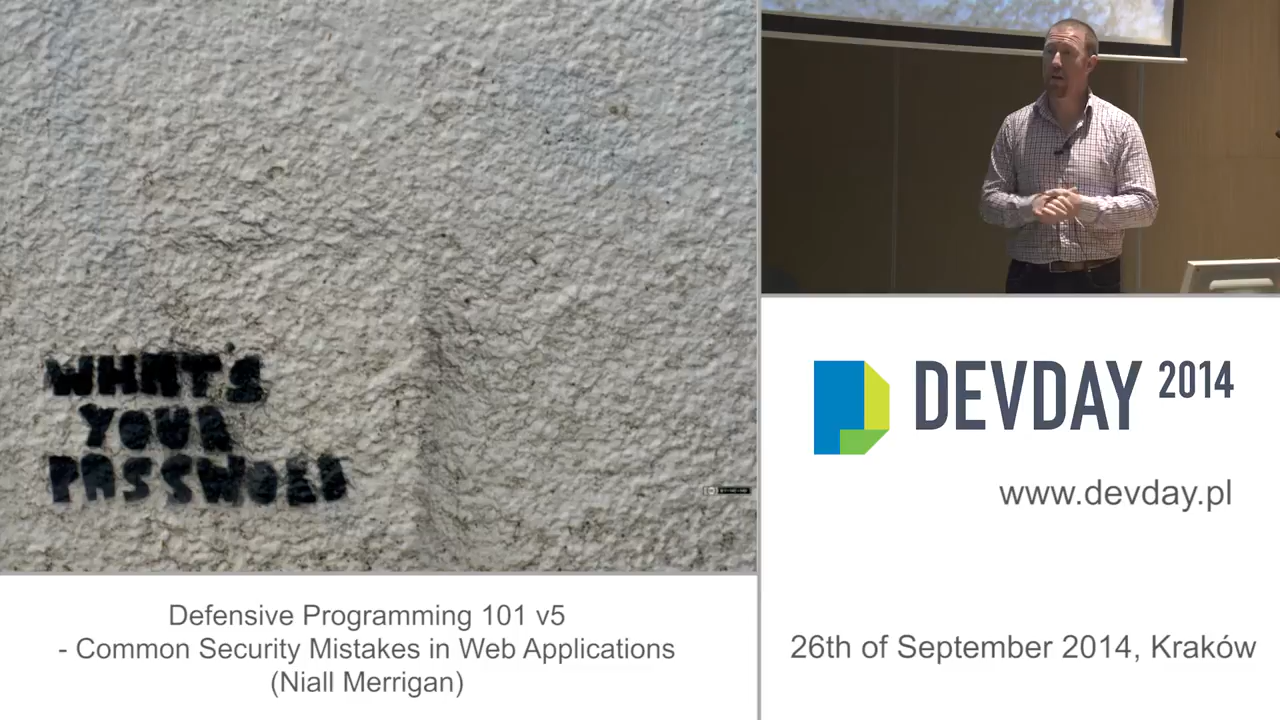 WHAT'S
YOUR
PASSWORD
Defensive Programming 101 v5
- Common Security Mistakes in Web Applications
(Niall Merrigan)
DEVDAY 2014
www.devday.pl
26th of September 2014, Kraków